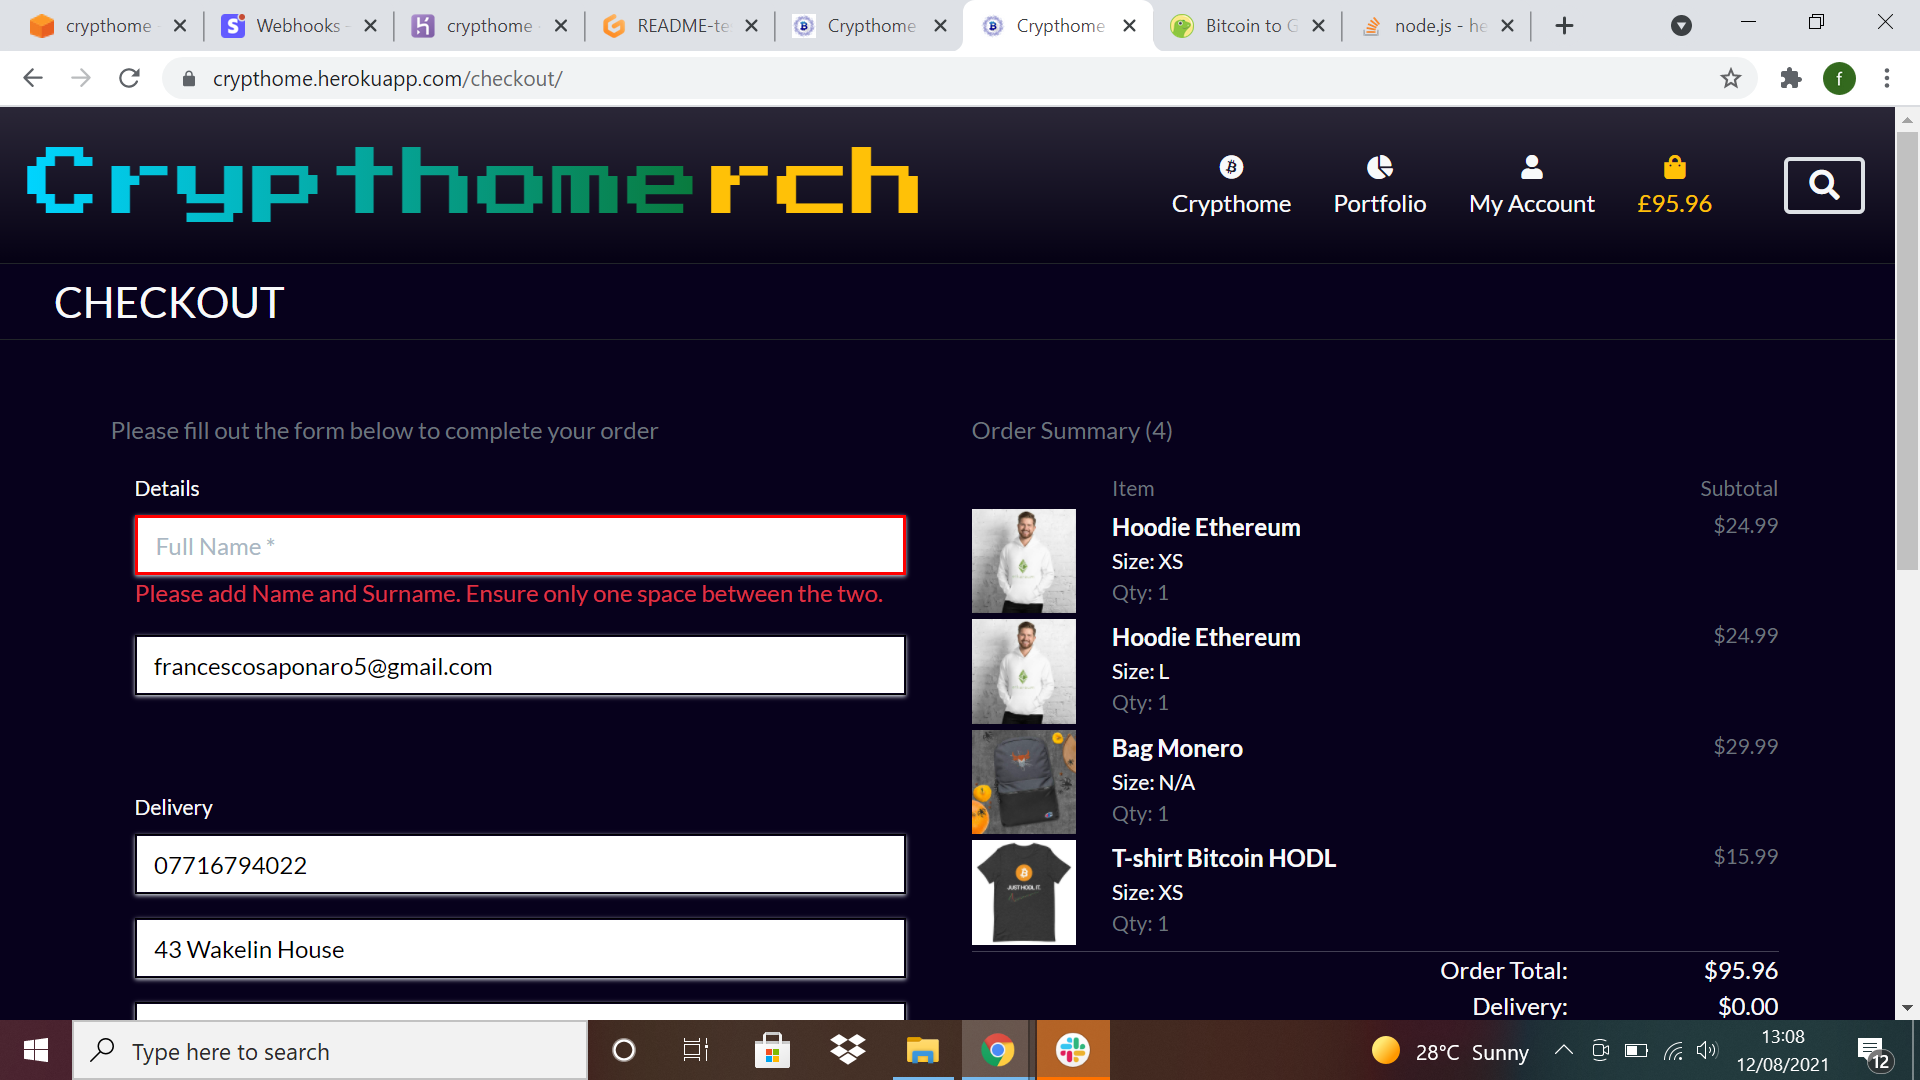 crypthome
Webhooks -
crypthome
README-te
Crypthome
Crypthome
Bitcoin to G
node.js - he
crypthome.herokuapp.com/checkout/
f
Crypthomerch
Crypthome
Portfolio
My Account
£95.96
CHECKOUT
Please fill out the form below to complete your order
Details
Full Name *
Please add Name and Surname. Ensure only one space between the two.
francescosaponaro5@gmail.com
Delivery
07716794022
43 Wakelin House
Order Summary (4)
Item Subtotal
Hoodie Ethereum $24.99
Size: XS
Qty: 1
Hoodie Ethereum $24.99
Size: L
Qty: 1
Bag Monero $29.99
Size: N/A
Qty: 1
JUST HODL IT.
T-shirt Bitcoin HODL $15.99
Size: XS
Qty: 1
Order Total: $95.96
Delivery: $0.00
Type here to search
28°C Sunny
13:08
12/08/2021
12